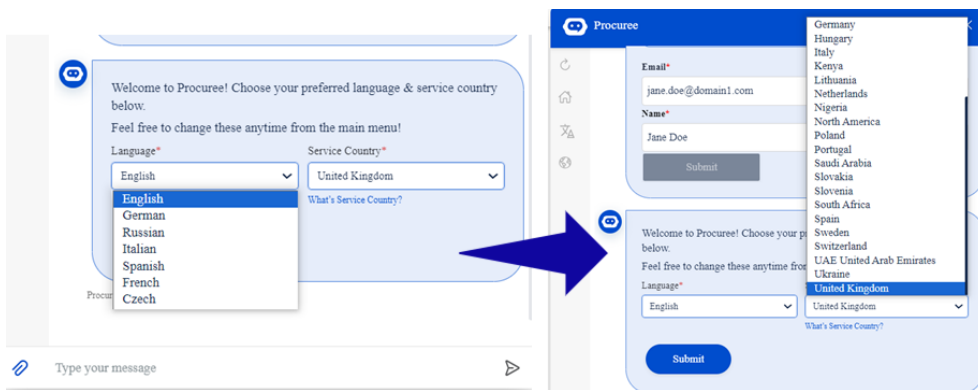 Welcome to Procuree! Choose your preferred language & service country
below.
Feel free to change these anytime from the main menu!
Language*
Service Country*
English
United Kingdom
What's Service Country?
English
German
Russian
Italian
Spanish
French
Czech
Procur
Type your message
Procuree
Email*
jane.doe@domain1.com
Name*
Jane Doe
Submit
Germany
Hungary
Italy
Kenya
Lithuania
Netherlands
Nigeria
North America
Poland
Portugal
Saudi Arabia
Slovakia
Slovenia
South Africa
Spain
Sweden
Switzerland
UAE United Arab Emirates
Ukraine
United Kingdom
Welcome to Procuree! Choose your p
below.
Feel free to change these anytime fro
Language*
English
United Kingdom
What's Service Country?
Submit